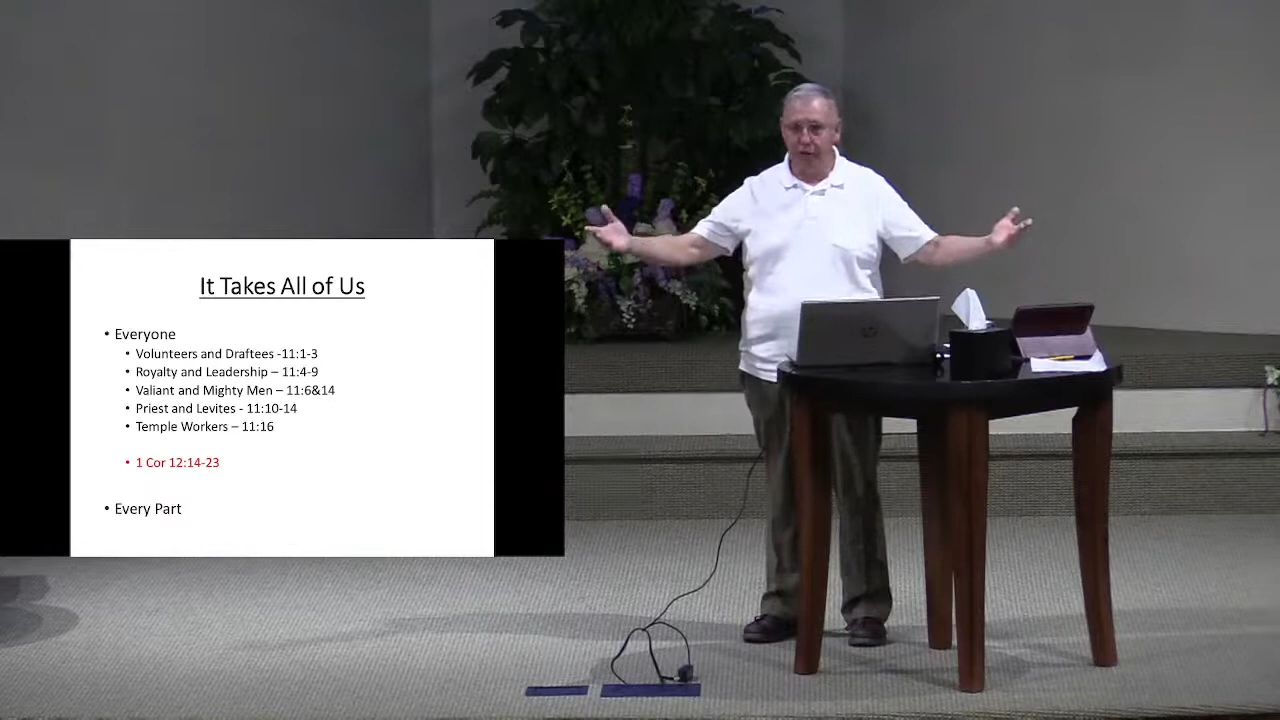 It Takes All of Us
• Everyone
• Volunteers and Draftees -11:1-3
• Royalty and Leadership – 11:4-9
• Valiant and Mighty Men – 11:6&14
• Priest and Levites - 11:10-14
• Temple Workers – 11:16
• 1 Cor 12:14-23
• Every Part